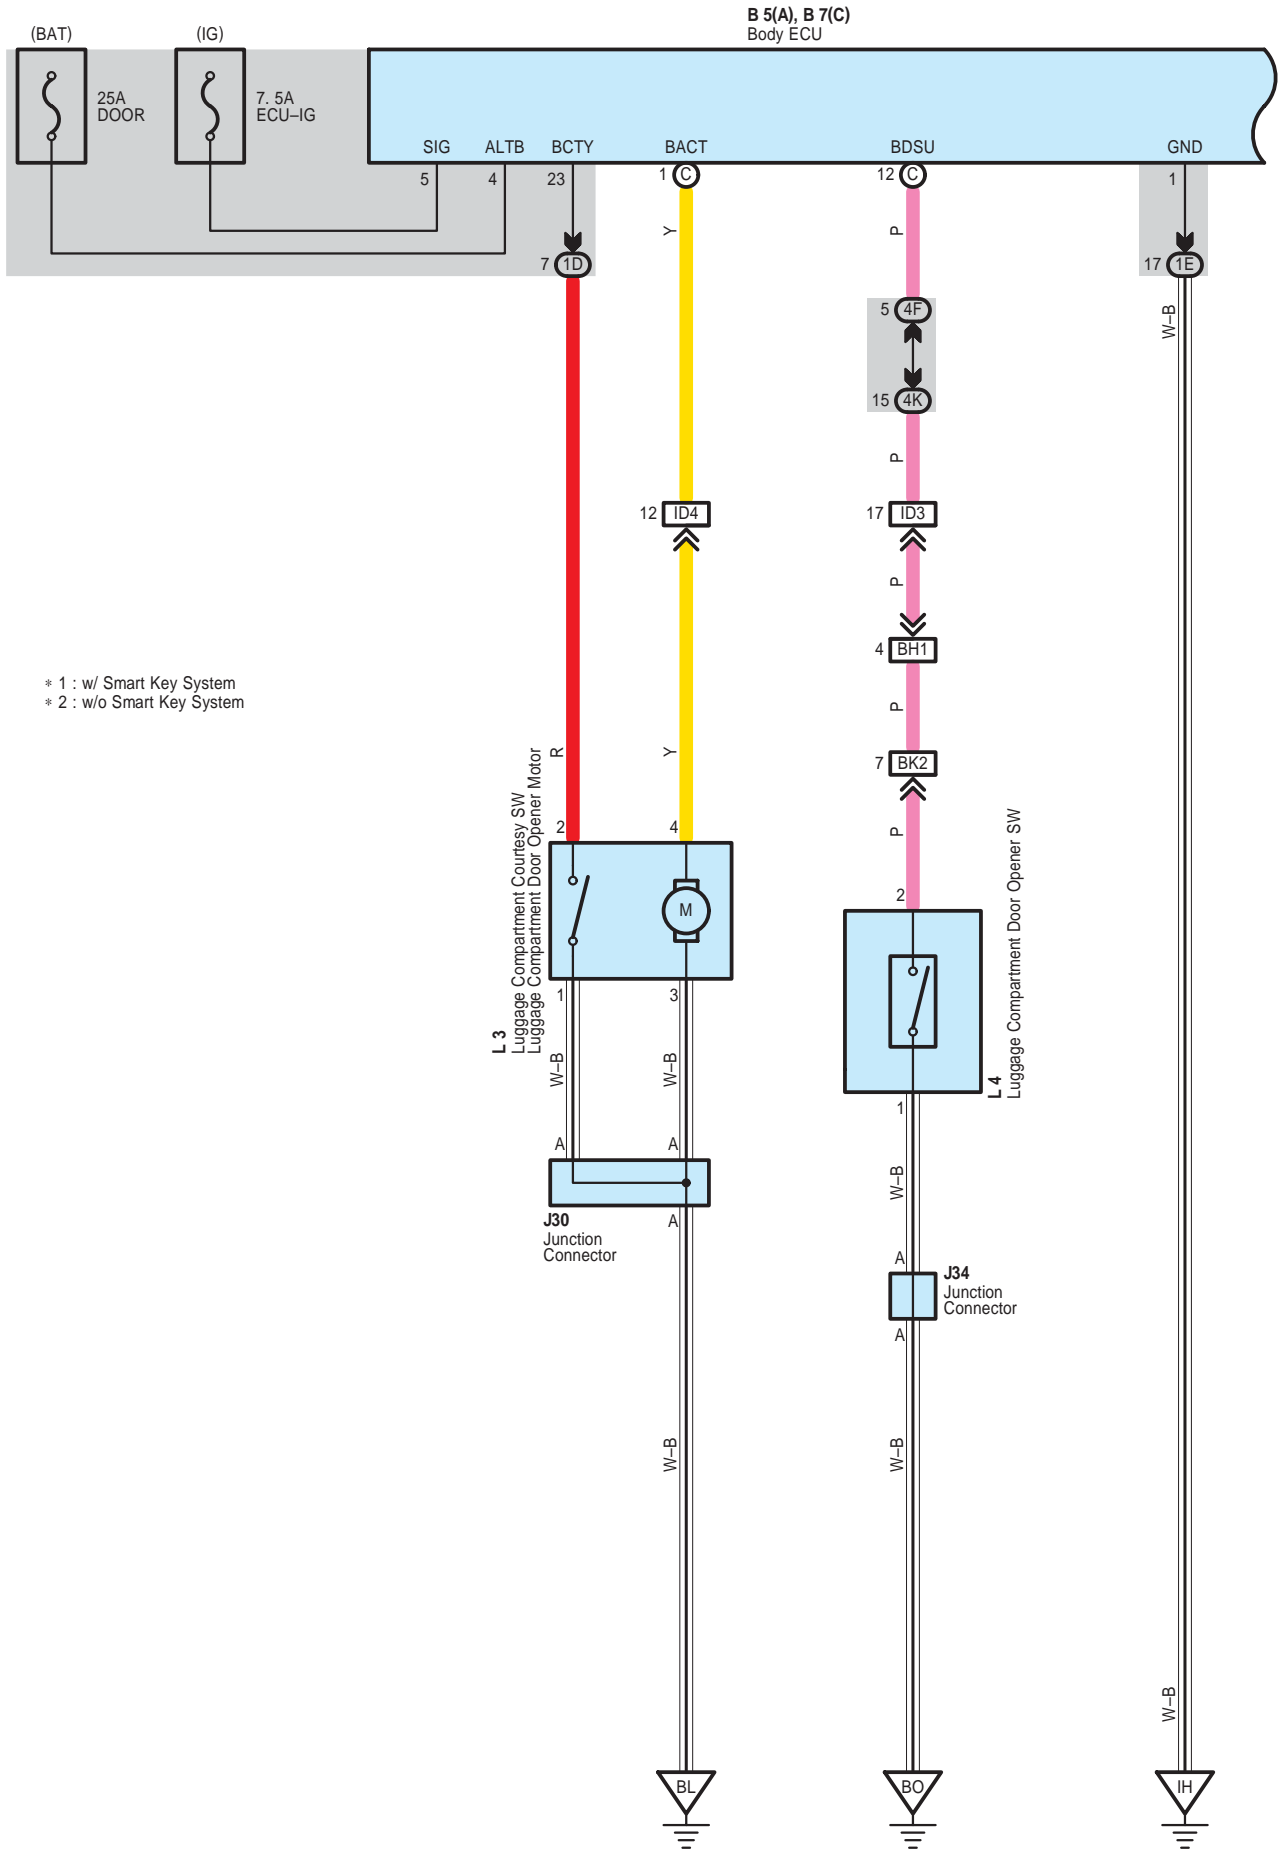 B 5(A), B 7(C)
Body ECU
(BAT)
(IG)
25A
DOOR
7. 5A
ECU–IG
SIG
ALTB
BCTY
BACT
BDSU
GND
5
4
23
1
C
12
C
1
Y
P
7
1D
17
1E
W–B
5
4F
15
4K
P
12
ID4
17
ID3
P
4
BH1
∗ 1 : w/ Smart Key System
∗ 2 : w/o Smart Key System
P
R
Y
7
BK2
P
2
4
L 3
Luggage Compartment Courtesy SW
Luggage Compartment Door Opener Motor
M
2
L 4
Luggage Compartment Door Opener SW
1
3
W–B
W–B
1
A
A
W–B
J30
Junction
Connector
A
A
J34
Junction
Connector
A
W–B
W–B
W–B
BL
BO
IH